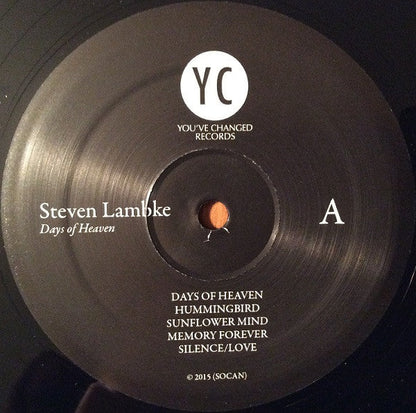 YC
YOU'VE CHANGED
RECORDS
Steven Lambke
Days of Heaven
A
DAYS OF HEAVEN
HUMMINGBIRD
SUNFLOWER MIND
MEMORY FOREVER
SILENCE/LOVE
© 2015 (SOCAN)